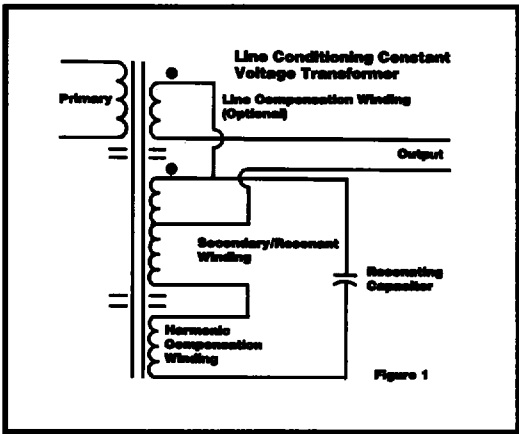 Line Conditioning Constant
Voltage Transformer
Primary
Line Compensation Winding
(Optional)
Output
Secondary/Resonant
Winding
Resonating
Capacitor
Harmonic
Compensation
Winding
Figure 1